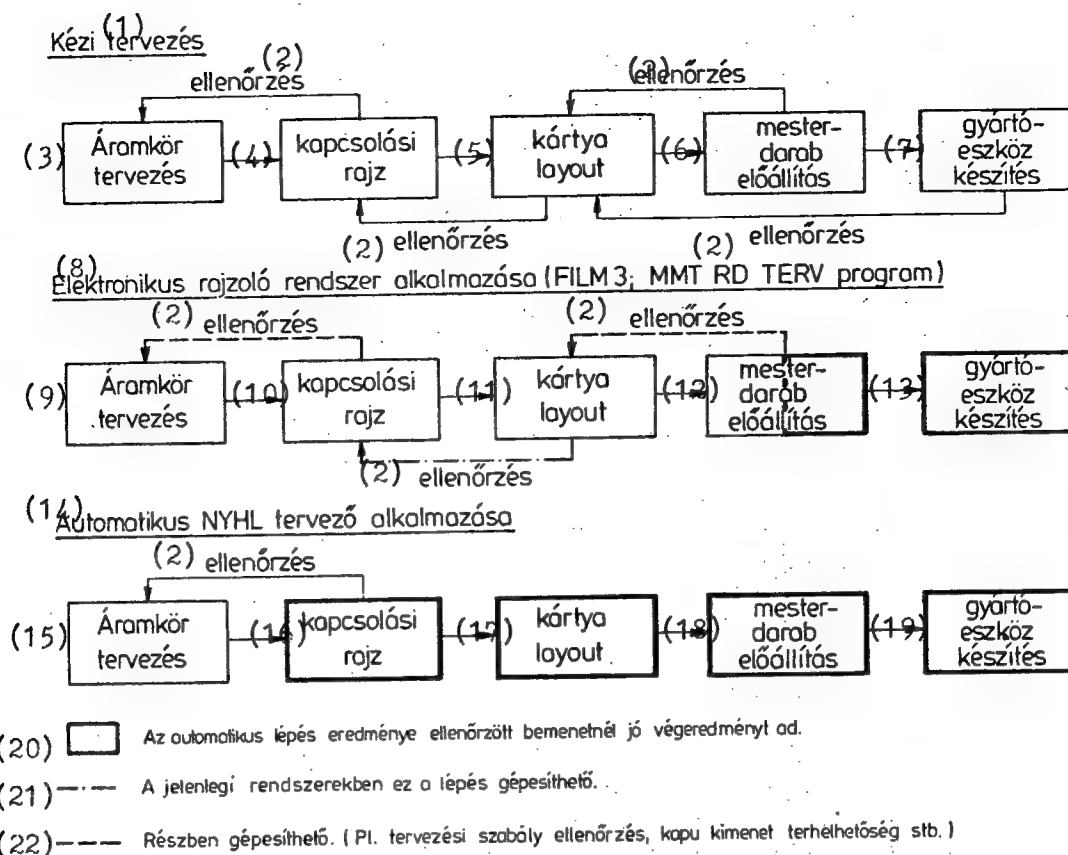 (1)
Kézi tervezés
(2)
ellenőrzés
ellenőrzés
(3)
Áramkör
tervezés
(4)
kapcsolási
rajz
(5)
kártya
layout
(6)
mester-
darab
előállítás
(7)
gyártó-
eszköz
készítés
(2) ellenőrzés
(2) ellenőrzés
(8)
Elektronikus rajzoló rendszer alkalmazása (FILM 3; MMT RD TERV program)
(2) ellenőrzés
(2) ellenőrzés
(9)
Áramkör
tervezés
(10)
kapcsolási
rajz
(11)
kártya
layout
(12)
mester-
darab
előállítás
(13)
gyártó-
eszköz
készítés
(2) ellenőrzés
(14)
Automatikus NYHL tervező alkalmazása
(2) ellenőrzés
(15)
Áramkör
tervezés
(16)
kapcsolási
rajz
(17)
kártya
layout
(18)
mester-
darab
előállítás
(19)
gyártó-
eszköz
készítés
(20) Az automatikus lépés eredménye ellenőrzött bemenetnél jó végeredményt ad.
(21) A jelenlegi rendszerekben ez a lépés gépesíthető.
(22) Részben gépesíthető. (Pl. tervezési szabály ellenőrzés, kapu kimenet terhelhetőség stb.)